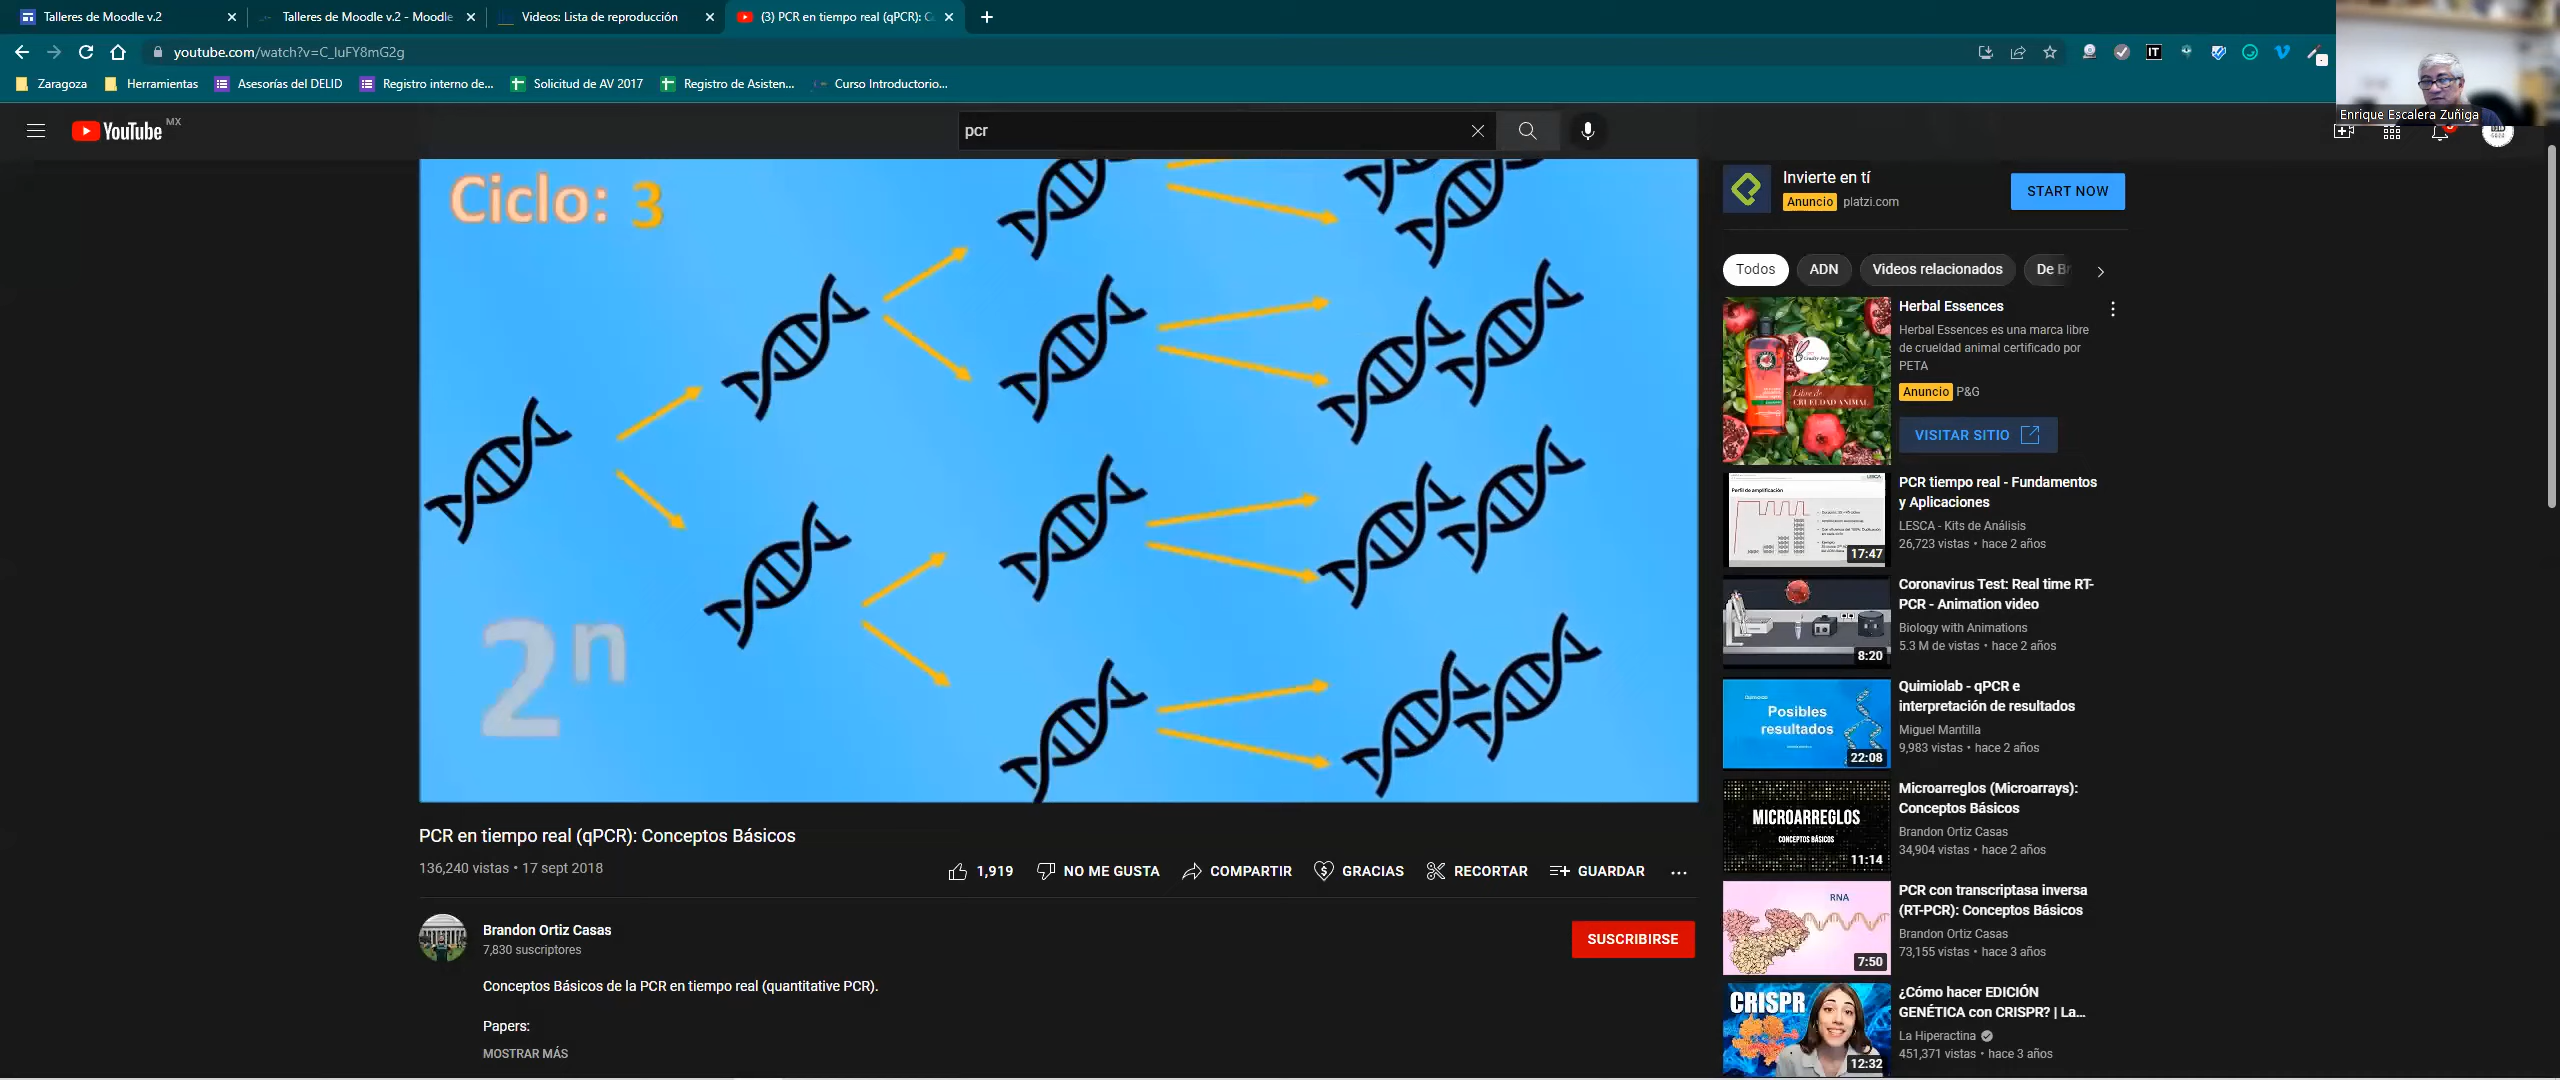 Talleres de Moodle v.2
Talleres de Moodle v.2 - Moodle
Videos: Lista de reproducción
(3) PCR en tiempo real (qPCR): C
youtube.com/watch?v=C_luFY8mG2g
Zaragoza
Herramientas
Asesorías del DELID
Registro interno de...
Solicitud de AV 2017
Registro de Asisten...
Curso Introductorio...
Enrique Escalera Zuñiga
YouTube MX
pcr
Ciclo: 3
2ⁿ
Invierte en tí
Anuncio platzi.com
START NOW
Todos
ADN
Videos relacionados
De Br
Herbal Essences
Herbal Essences es una marca libre
de crueldad animal certificado por
PETA
Anuncio P&G
VISITAR SITIO
Libre de
CRUELDAD ANIMAL
Perfil de amplificación
17:47
PCR tiempo real - Fundamentos
y Aplicaciones
LESCA - Kits de Análisis
26,723 vistas • hace 2 años
8:20
Coronavirus Test: Real time RT-
PCR - Animation video
Biology with Animations
5.3 M de vistas • hace 2 años
Posibles
resultados
22:08
Quimiolab - qPCR e
interpretación de resultados
Miguel Mantilla
9,983 vistas • hace 2 años
MICROARREGLOS
CONCEPTOS BÁSICOS
11:14
Microarreglos (Microarrays):
Conceptos Básicos
Brandon Ortiz Casas
34,904 vistas • hace 2 años
RNA
7:50
PCR con transcriptasa inversa
(RT-PCR): Conceptos Básicos
Brandon Ortiz Casas
73,155 vistas • hace 3 años
CRISPR
12:32
¿Cómo hacer EDICIÓN
GENÉTICA con CRISPR? | La...
La Hiperactina
451,371 vistas • hace 3 años
PCR en tiempo real (qPCR): Conceptos Básicos
136,240 vistas • 17 sept 2018
1,919
NO ME GUSTA
COMPARTIR
GRACIAS
RECORTAR
GUARDAR
Brandon Ortiz Casas
7,830 suscriptores
SUSCRIBIRSE
Conceptos Básicos de la PCR en tiempo real (quantitative PCR).
Papers:
MOSTRAR MÁS